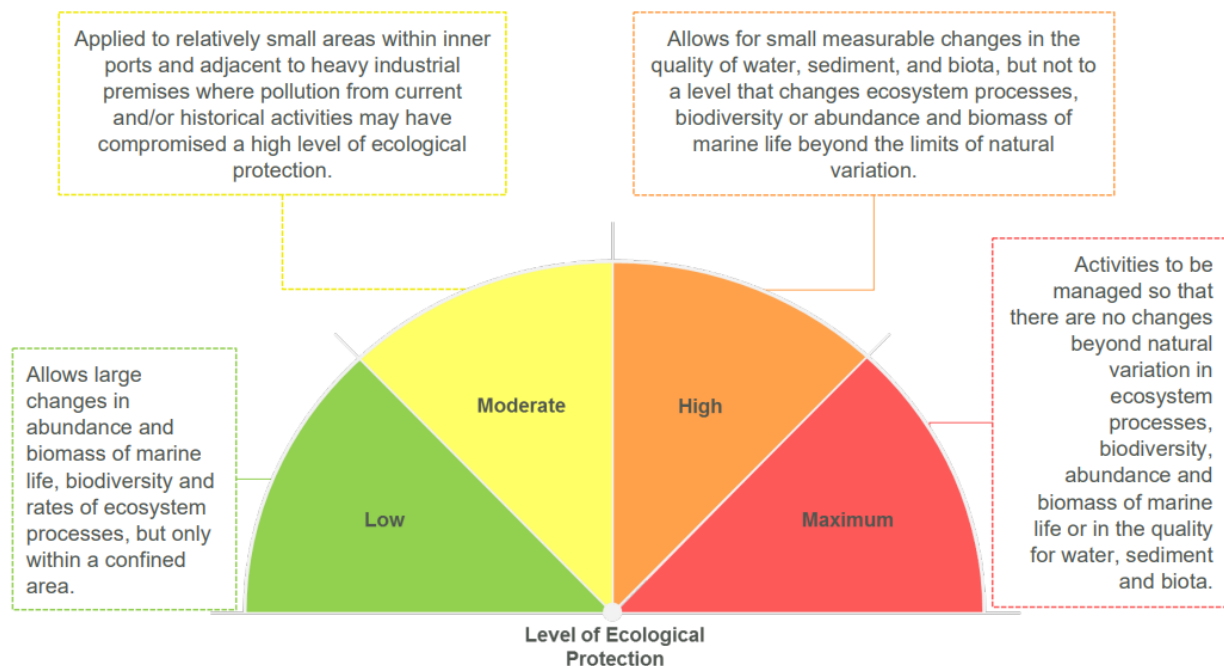 Applied to relatively small areas within inner
ports and adjacent to heavy industrial
premises where pollution from current
and/or historical activities may have
compromised a high level of ecological
protection.
Allows for small measurable changes in the
quality of water, sediment, and biota, but not to
a level that changes ecosystem processes,
biodiversity or abundance and biomass of
marine life beyond the limits of natural
variation.
Allows large
changes in
abundance and
biomass of marine
life, biodiversity and
rates of ecosystem
processes, but only
within a confined
area.
Activities to be
managed so that
there are no changes
beyond natural
variation in
ecosystem
processes,
biodiversity,
abundance and
biomass of marine
life or in the quality
for water, sediment
and biota.
Low
Moderate
High
Maximum
Level of Ecological
Protection